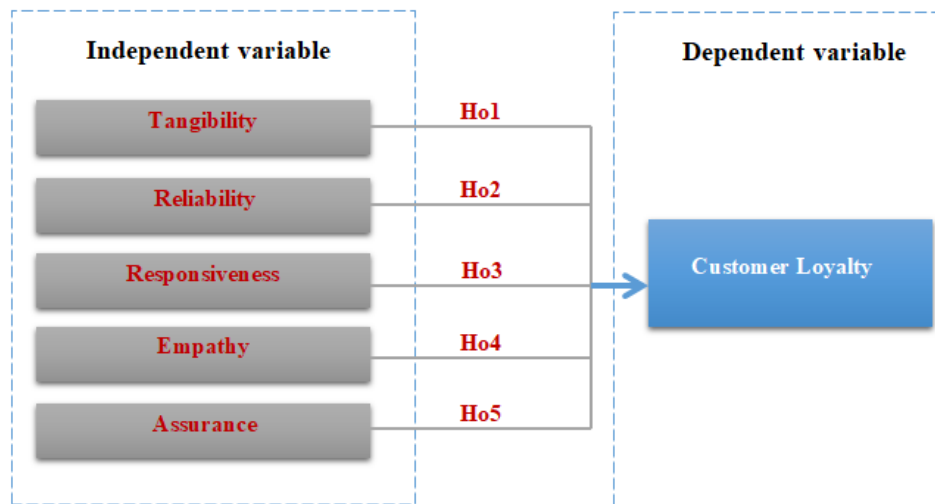 Independent variable
Dependent variable
Tangibility
Ho1
Reliability
Ho2
Responsiveness
Ho3
Customer Loyalty
Empathy
Ho4
Assurance
Ho5